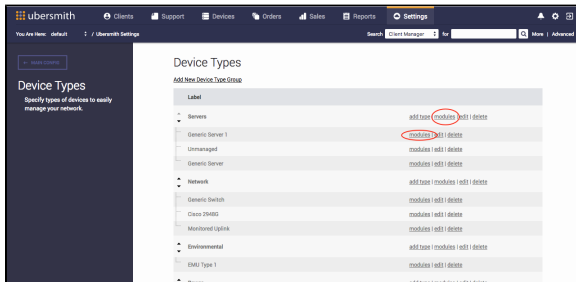 ubersmith Clients Support Devices Orders Sales Reports Settings
You Are Here: default / Ubersmith Settings Search Client Manager for More | Advanced
← MAIN CONFIG
Device Types
Specify types of devices to easily
manage your network.
Device Types
Add New Device Type Group
Label
Servers add type | modules | edit | delete
Generic Server 1 modules | edit | delete
Unmanaged modules | edit | delete
Generic Server modules | edit | delete
Network add type | modules | edit | delete
Generic Switch modules | edit | delete
Cisco 2948G modules | edit | delete
Monitored Uplink modules | edit | delete
Environmental add type | modules | edit | delete
EMU Type 1 modules | edit | delete